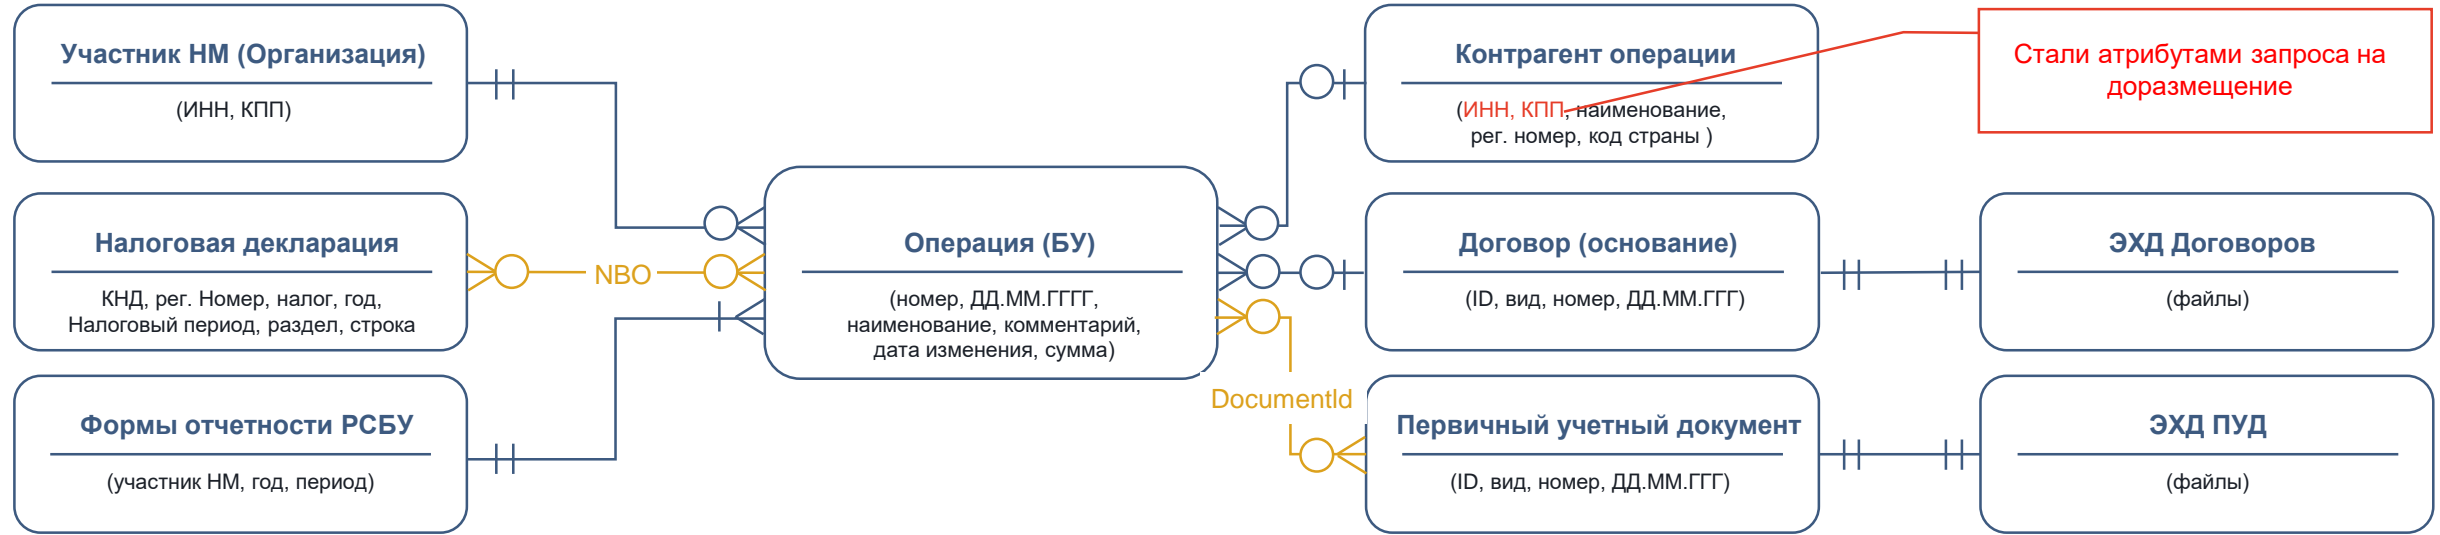 Участник НМ (Организация)
(ИНН, КПП)
Налоговая декларация
КНД, рег. Номер, налог, год,
Налоговый период, раздел, строка
Формы отчетности РСБУ
(участник НМ, год, период)
NBO
Операция (БУ)
(номер, ДД.ММ.ГГГГ,
наименование, комментарий,
дата изменения, сумма)
DocumentId
Контрагент операции
(ИНН, КПП, наименование,
рег. номер, код страны )
Договор (основание)
(ID, вид, номер, ДД.ММ.ГГГ)
Первичный учетный документ
(ID, вид, номер, ДД.ММ.ГГГ)
Стали атрибутами запроса на
доразмещение
ЭХД Договоров
(файлы)
ЭХД ПУД
(файлы)